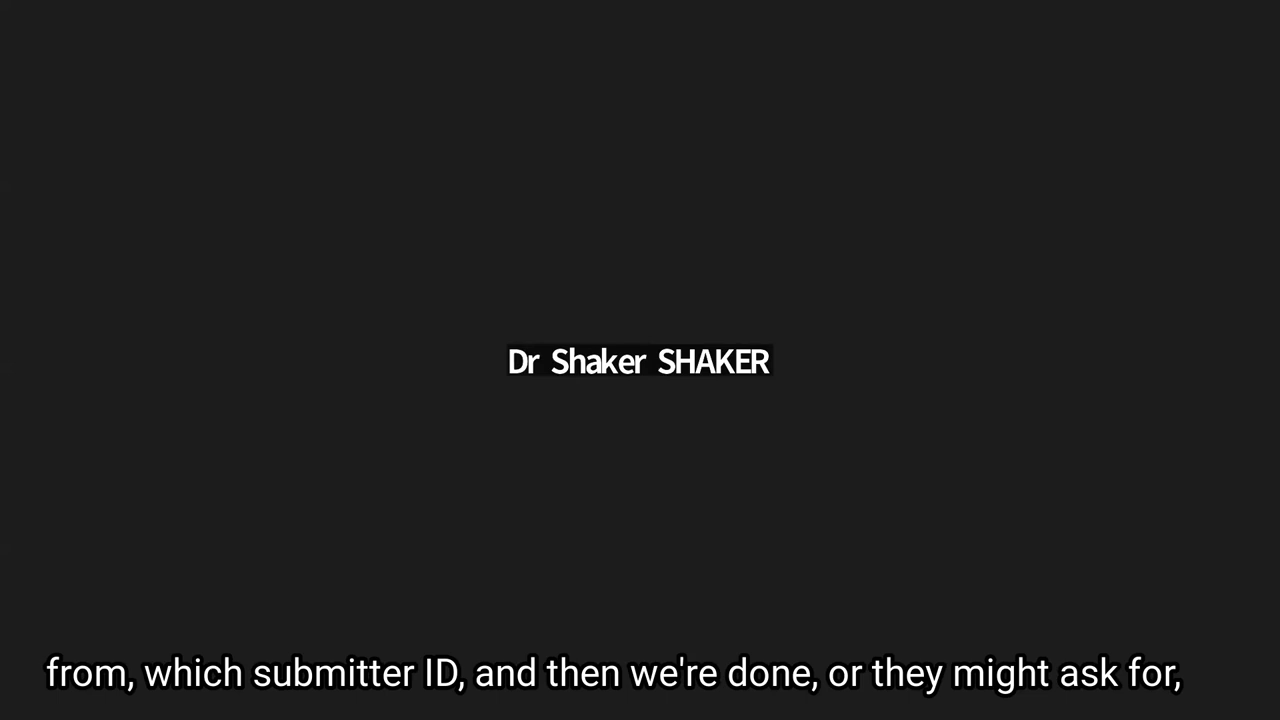 Dr Shaker SHAKER
from, which submitter ID, and then we're done, or they might ask for,